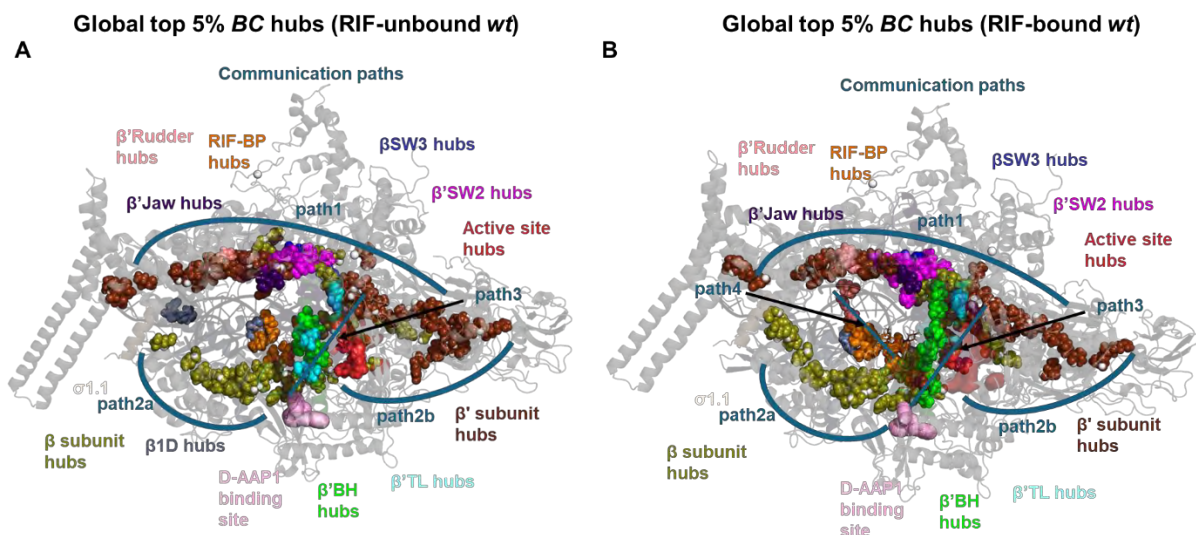 Global top 5% BC hubs (RIF-unbound wt)
A
Communication paths
β'Rudder
hubs
RIF-BP
hubs
βSW3 hubs
β'Jaw hubs
path1
β'SW2 hubs
Active site
hubs
path3
σ1.1
path2a
path2b
β subunit
hubs
β1D hubs
β' subunit
hubs
D-AAP1
binding
site
β'BH
hubs
β'TL hubs
Global top 5% BC hubs (RIF-bound wt)
B
Communication paths
β'Rudder
hubs
RIF-BP
hubs
βSW3 hubs
β'Jaw hubs
path1
β'SW2 hubs
Active site
hubs
path4
path3
σ1.1
path2a
path2b
β subunit
hubs
β' subunit
hubs
D-AAP1
binding
site
β'BH
hubs
β'TL hubs